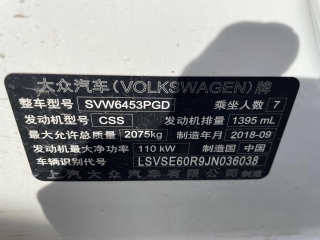 大众汽车(VOLKSWAGEN)牌
整车型号 SVW6453PGD 乘坐人数 7
发动机型号 CSS 发动机排量 1395 mL
最大允许总质量 2075kg 制造年月 2018-09
发动机最大净功率 110 kW 制造国 中国
车辆识别代号 LSVSE60R9JN036038
上汽大众汽车有限公司 制造